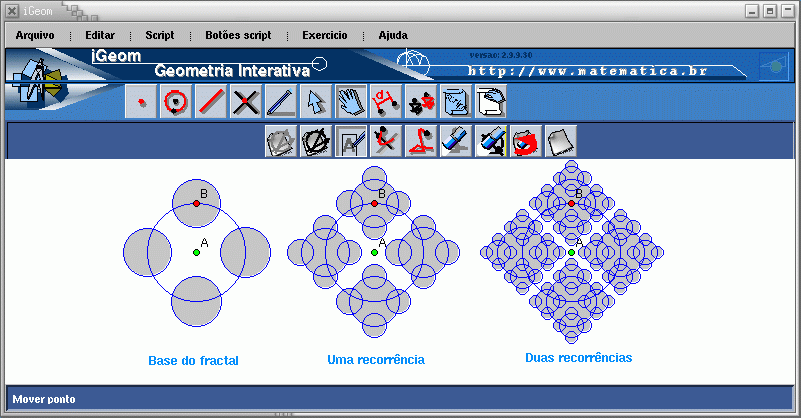 iGeom
Arquivo Editar Script Botões script Exercicio Ajuda
iGeom
versão: 2.9.9.30
Geometria Interativa
http://www.matematica.br
A
B
A
B
A
B
A
Base do fractal
Uma recorrência
Duas recorrências
Mover ponto